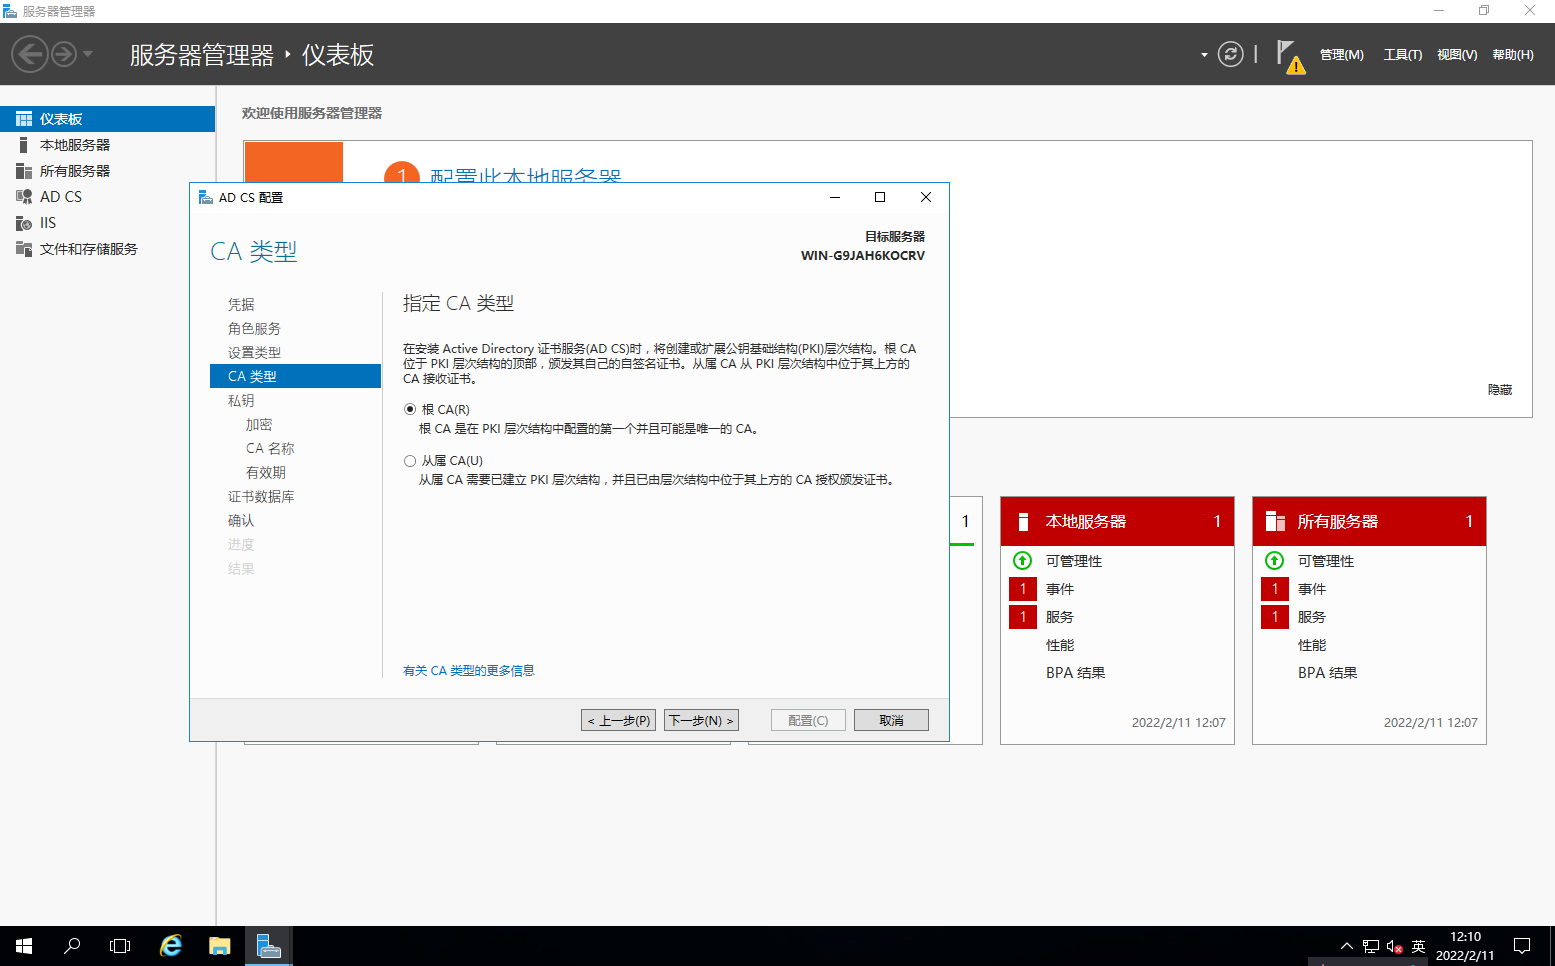 服务器管理器
服务器管理器 ‣ 仪表板
管理(M) 工具(T) 视图(V) 帮助(H)
仪表板
本地服务器
所有服务器
AD CS
IIS
文件和存储服务
欢迎使用服务器管理器
1 配置此本地服务器
隐藏
AD CS 配置
CA 类型
目标服务器
WIN-G9JAH6KOCRV
凭据
角色服务
设置类型
CA 类型
私钥
加密
CA 名称
有效期
证书数据库
确认
进度
结果
指定 CA 类型
在安装 Active Directory 证书服务(AD CS)时，将创建或扩展公钥基础结构(PKI)层次结构。根 CA
位于 PKI 层次结构的顶部，颁发其自己的自签名证书。从属 CA 从 PKI 层次结构中位于其上方的
CA 接收证书。
根 CA(R)
根 CA 是在 PKI 层次结构中配置的第一个并且可能是唯一的 CA。
从属 CA(U)
从属 CA 需要已建立 PKI 层次结构，并且已由层次结构中位于其上方的 CA 授权颁发证书。
有关 CA 类型的更多信息
< 上一步(P) 下一步(N) > 配置(C) 取消
1
本地服务器 1
可管理性
1 事件
1 服务
性能
BPA 结果
2022/2/11 12:07
所有服务器 1
可管理性
1 事件
1 服务
性能
BPA 结果
2022/2/11 12:07
英
12:10
2022/2/11